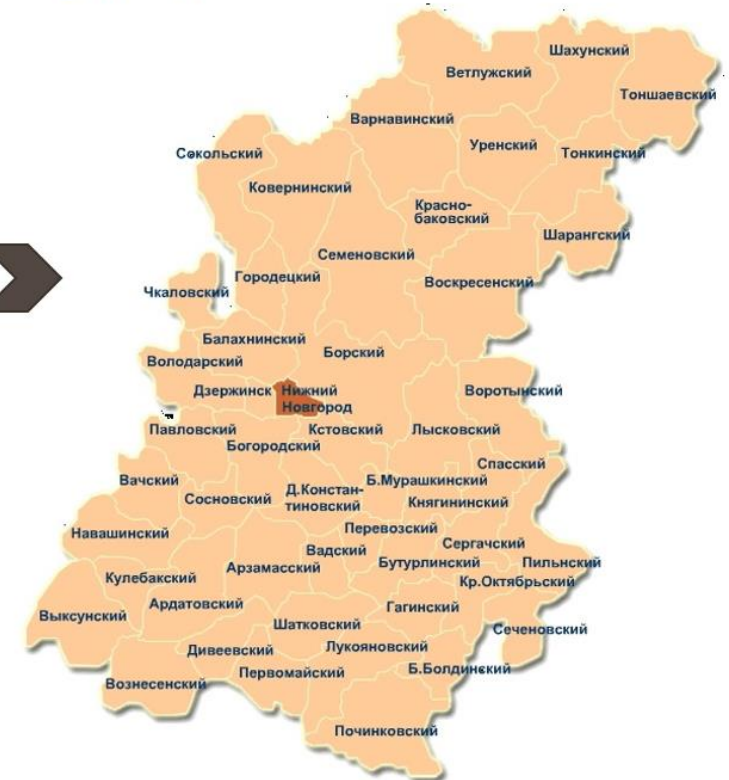 Шахунский
Ветлужский
Тоншаевский
Варнавинский
Уренский
Тонкинский
Сокольский
Ковернинский
Красно-
баковский
Шарангский
Семеновский
Городецкий
Воскресенский
Чкаловский
Балахнинский
Борский
Володарский
Дзержинск
Нижний
Новгород
Воротынский
Павловский
Кстовский
Лысковский
Богородский
Спасский
Вачский
Б.Мурашкинский
Сосновский
Д.Констан-
тиновский
Княгининский
Перевозский
Навашинский
Сергачский
Вадский
Бутурлинский
Пильнский
Арзамасский
Кулебакский
Кр.Октябрьский
Ардатовский
Гагинский
Выксунский
Шатковский
Сеченовский
Дивеевский
Лукояновский
Б.Болдинский
Первомайский
Вознесенский
Починковский